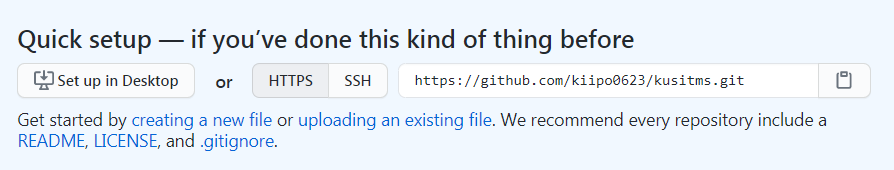 Quick setup — if you’ve done this kind of thing before
Set up in Desktop or HTTPS SSH https://github.com/kiipo0623/kusitms.git
Get started by creating a new file or uploading an existing file. We recommend every repository include a
README, LICENSE, and .gitignore.